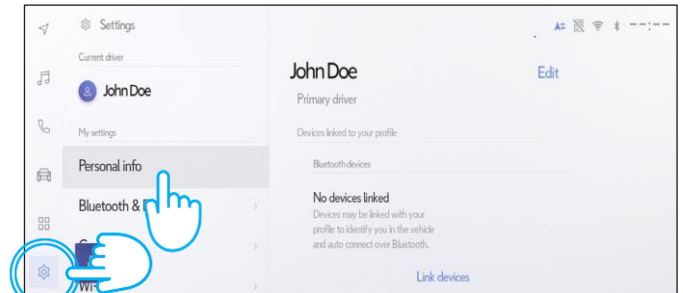 Settings
--:--
Current driver
John Doe
My settings
Personal info
Bluetooth &
Wi-
John Doe
Edit
Primary driver
Devices linked to your profile
Bluetooth devices
No devices linked
Devices may be linked with your
profile to identify you in the vehicle
and auto connect over Bluetooth.
Link devices